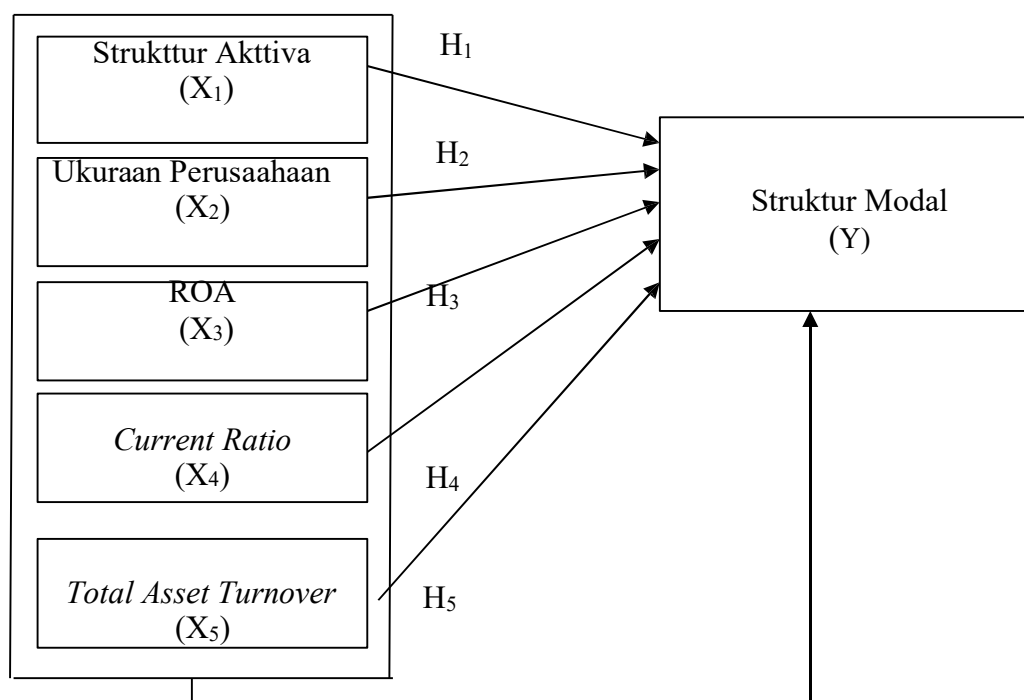 Strukttur Akttiva
(X₁)
H₁
Ukuraan Perusaahaan
(X₂)
H₂
ROA
(X₃)
H₃
Current Ratio
(X₄)
H₄
Total Asset Turnover
(X₅)
H₅
Struktur Modal
(Y)